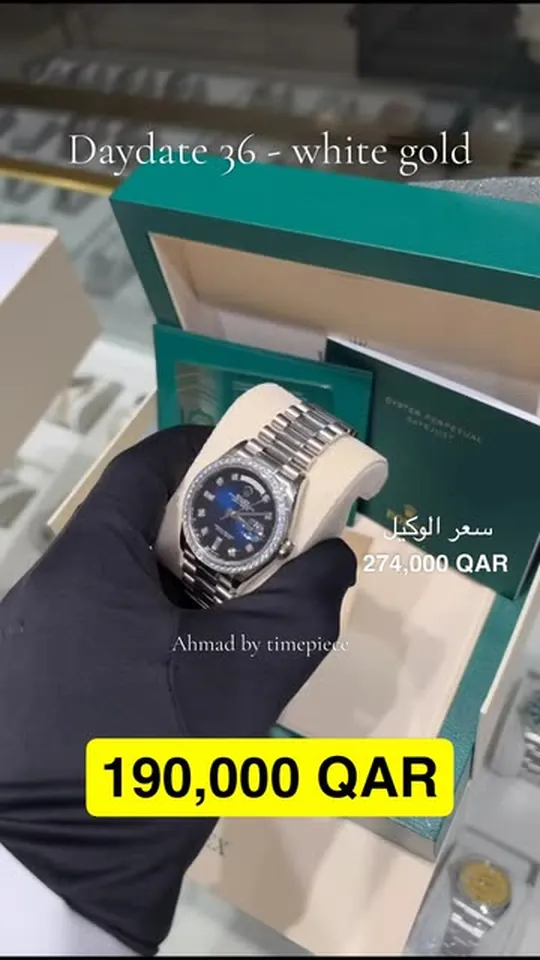 Daydate 36 - white gold
OYSTER PERPETUAL
DATEJUST
سعر الوكيل
274,000 QAR
Ahmad by timepiece
190,000 QAR